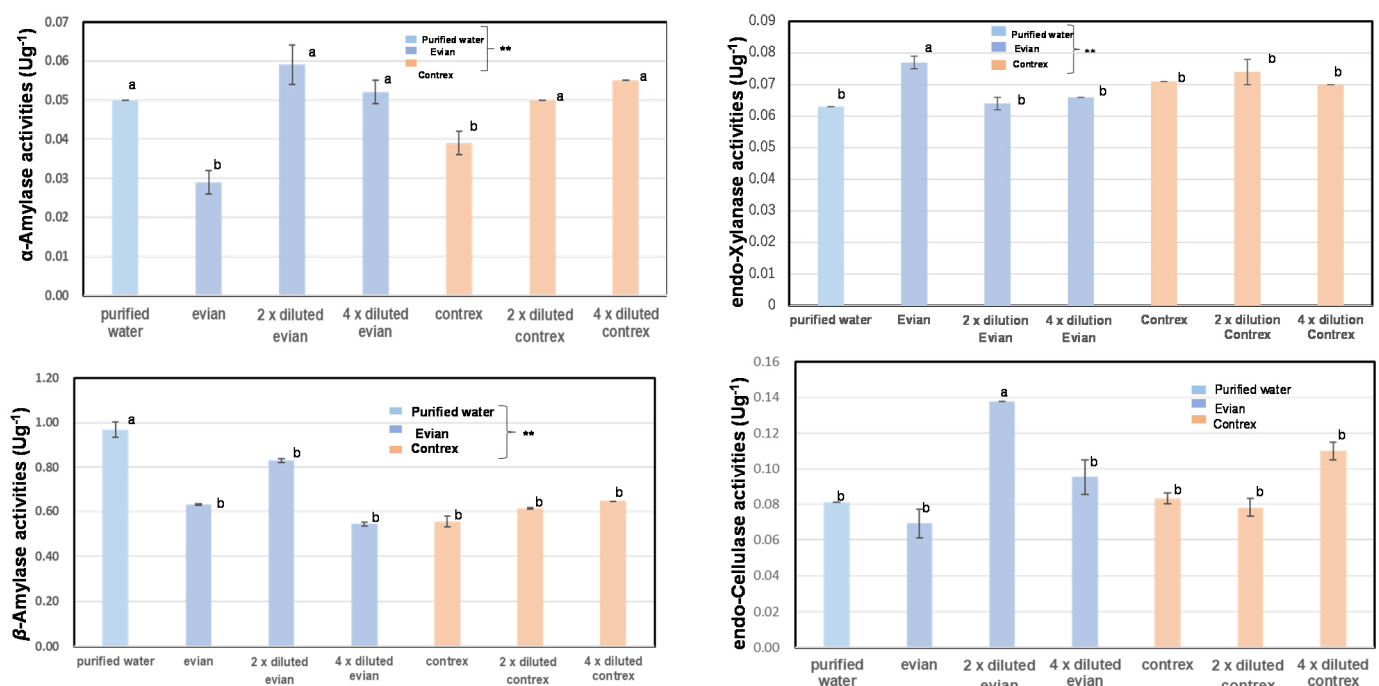 α-Amylase activities (Ug-1)
0.07
0.06
0.05
0.04
0.03
0.02
0.01
0.00
Purified water
Evian
Contrex
**
a
b
a
a
b
a
a
purified water
evian
2 x diluted evian
4 x diluted evian
contrex
2 x diluted contrex
4 x diluted contrex
endo-Xylanase activities (Ug-1)
0.09
0.08
0.07
0.06
0.05
0.04
0.03
0.02
0.01
0
Purified water
Evian
Contrex
**
b
a
b
b
b
b
b
purified water
Evian
2 x dilution Evian
4 x dilution Evian
Contrex
2 x dilution Contrex
4 x dilution Contrex
β-Amylase activities (Ug-1)
1.20
1.00
0.80
0.60
0.40
0.20
0.00
Purified water
Evian
Contrex
**
a
b
b
b
b
b
b
purified water
evian
2 x diluted evian
4 x diluted evian
contrex
2 x diluted contrex
4 x diluted contrex
endo-Cellulase activities (Ug-1)
0.16
0.14
0.12
0.10
0.08
0.06
0.04
0.02
0.00
Purified water
Evian
Contrex
b
b
a
b
b
b
b
purified water
evian
2 x diluted evian
4 x diluted evian
contrex
2 x diluted contrex
4 x diluted contrex